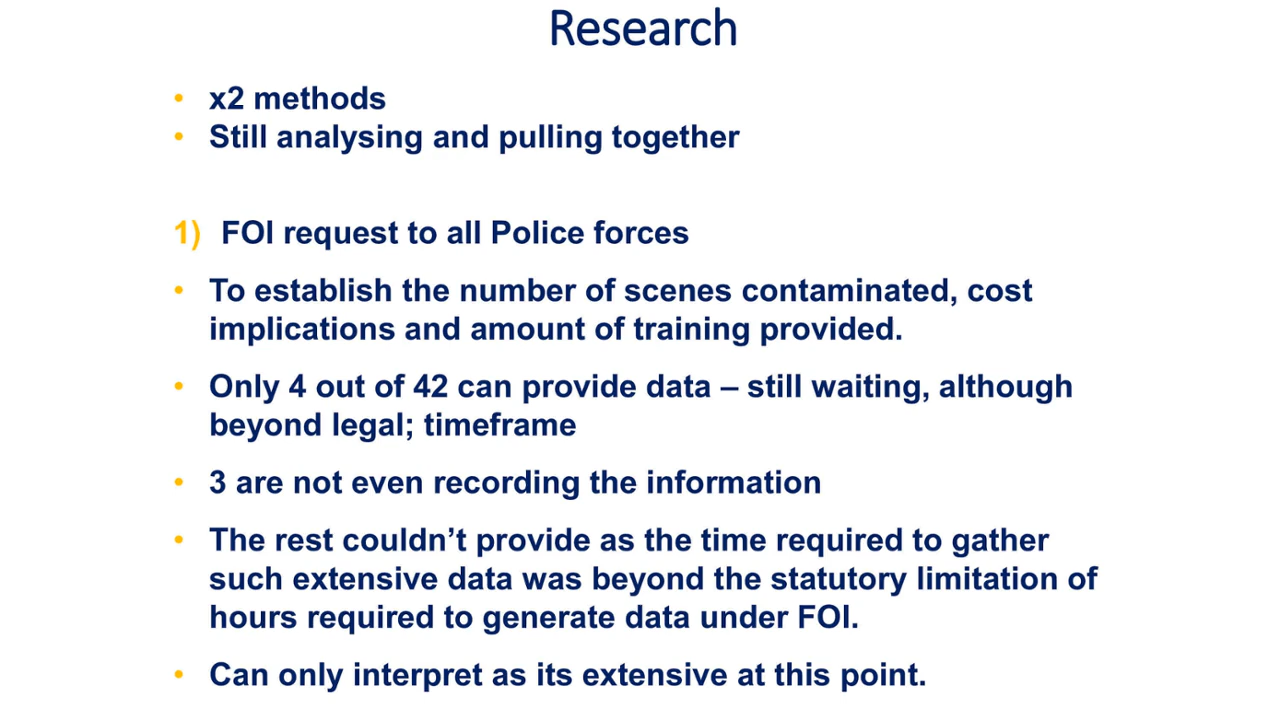 Research
• x2 methods
• Still analysing and pulling together
1) FOI request to all Police forces
• To establish the number of scenes contaminated, cost
implications and amount of training provided.
• Only 4 out of 42 can provide data – still waiting, although
beyond legal; timeframe
• 3 are not even recording the information
• The rest couldn’t provide as the time required to gather
such extensive data was beyond the statutory limitation of
hours required to generate data under FOI.
• Can only interpret as its extensive at this point.